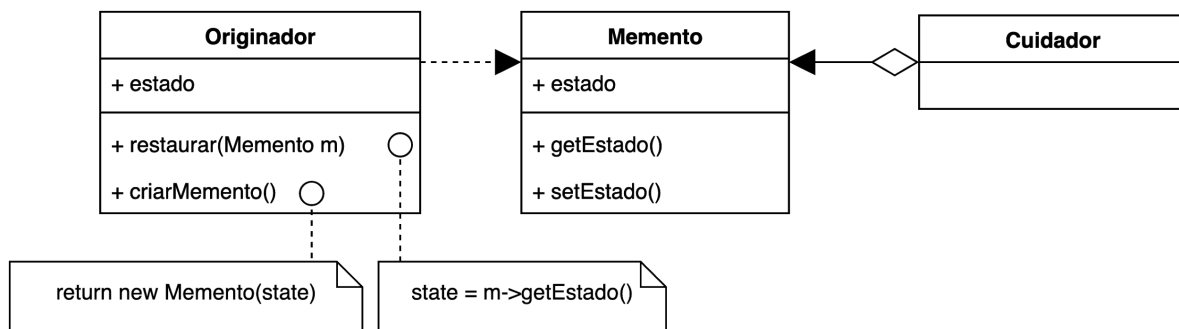 Originador
+ estado
+ restaurar(Memento m)
+ criarMemento()
Memento
+ estado
+ getEstado()
+ setEstado()
Cuidador
return new Memento(state)
state = m->getEstado()